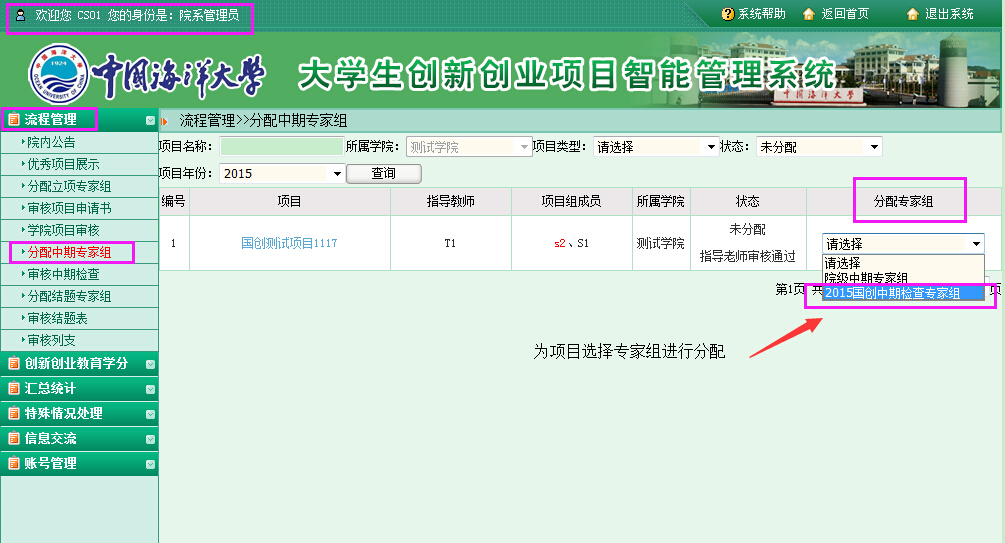 欢迎您 CS01 您的身份是：院系管理员
系统帮助 返回首页 退出系统
中国海洋大学 大学生创新创业项目智能管理系统
流程管理
院内公告
优秀项目展示
分配立项专家组
审核项目申请书
学院项目审核
分配中期专家组
审核中期检查
分配结题专家组
审核结题表
审核列支
创新创业教育学分
汇总统计
特殊情况处理
信息交流
账号管理
流程管理>>分配中期专家组
项目名称： 所属学院： 测试学院 项目类型： 请选择 状态： 未分配
项目年份： 2015 查询
编号 项目 指导教师 项目组成员 所属学院 状态 分配专家组
1 国创测试项目1117 T1 s2、S1 测试学院 未分配
指导老师审核通过
请选择
请选择
院级中期专家组
2015国创中期检查专家组
第1页 共 页
为项目选择专家组进行分配